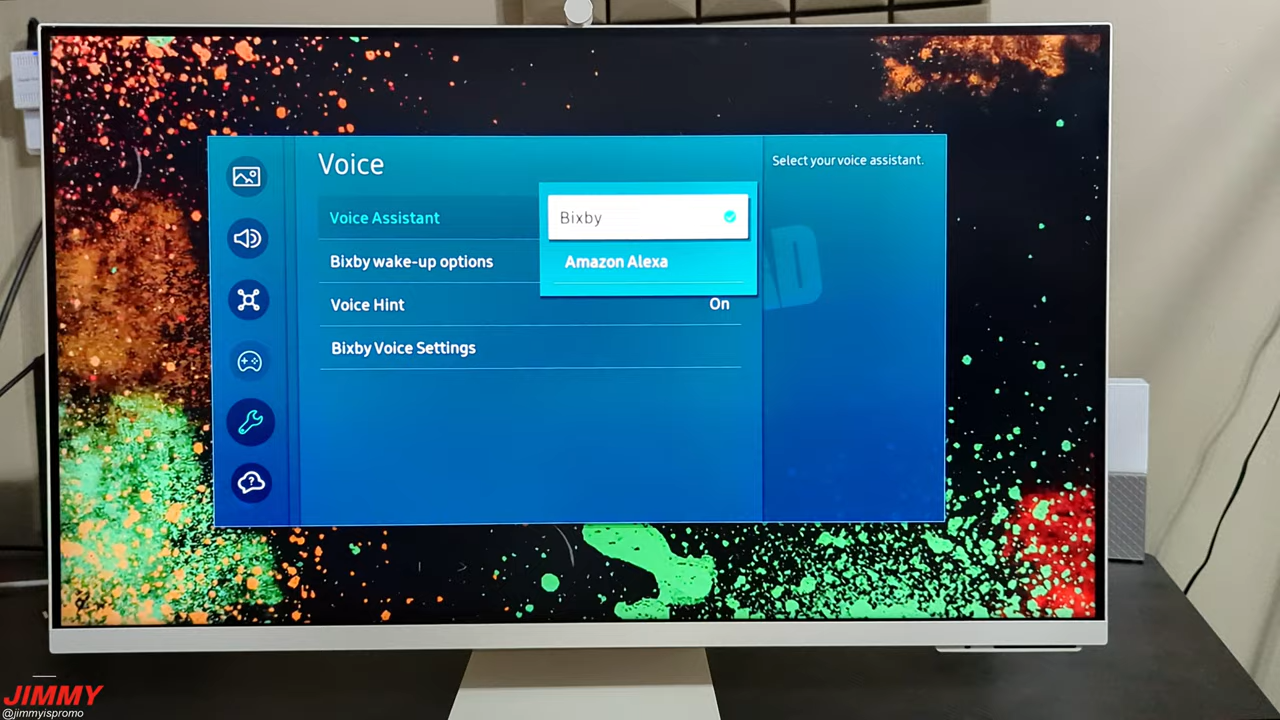 Voice
Select your voice assistant.
Voice Assistant
Bixby
Bixby wake-up options
Amazon Alexa
Voice Hint
On
Bixby Voice Settings
JIMMY
@jimmyispromo